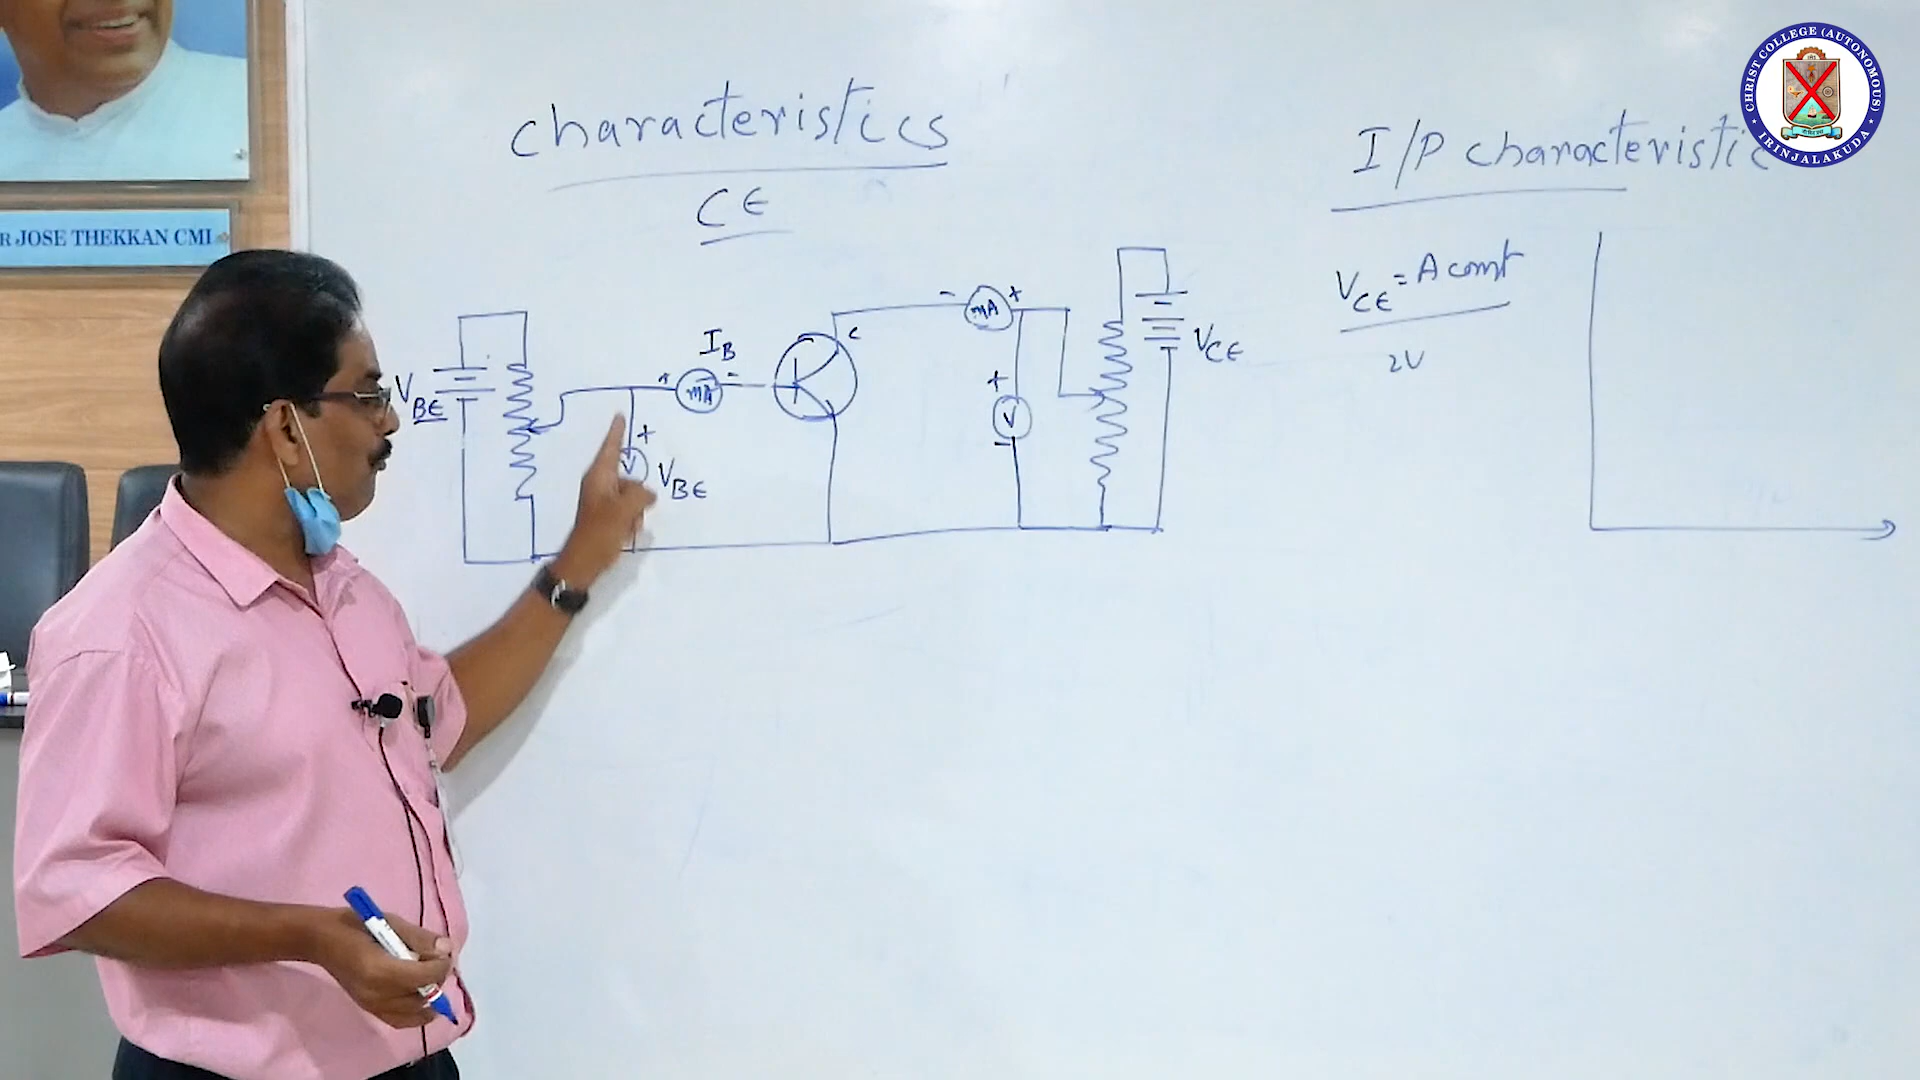 CHRIST COLLEGE (AUTONOMOUS)
IRINJALAKUDA
R JOSE THEKKAN CMI
characteristics
CE
I/P characteristic
VCE = A const
2V
VBE
IB
+ mA -
+
V
VBE
c
- mA +
+
V
-
VCE